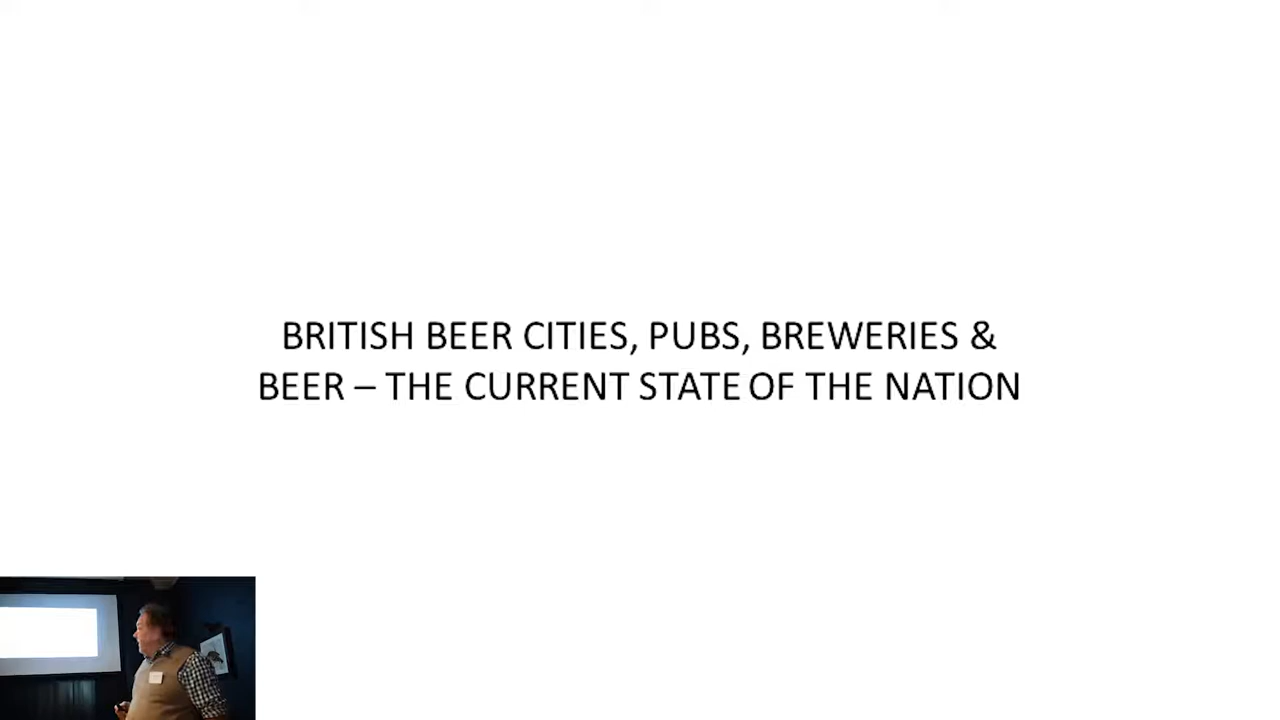 BRITISH BEER CITIES, PUBS, BREWERIES &
BEER – THE CURRENT STATE OF THE NATION